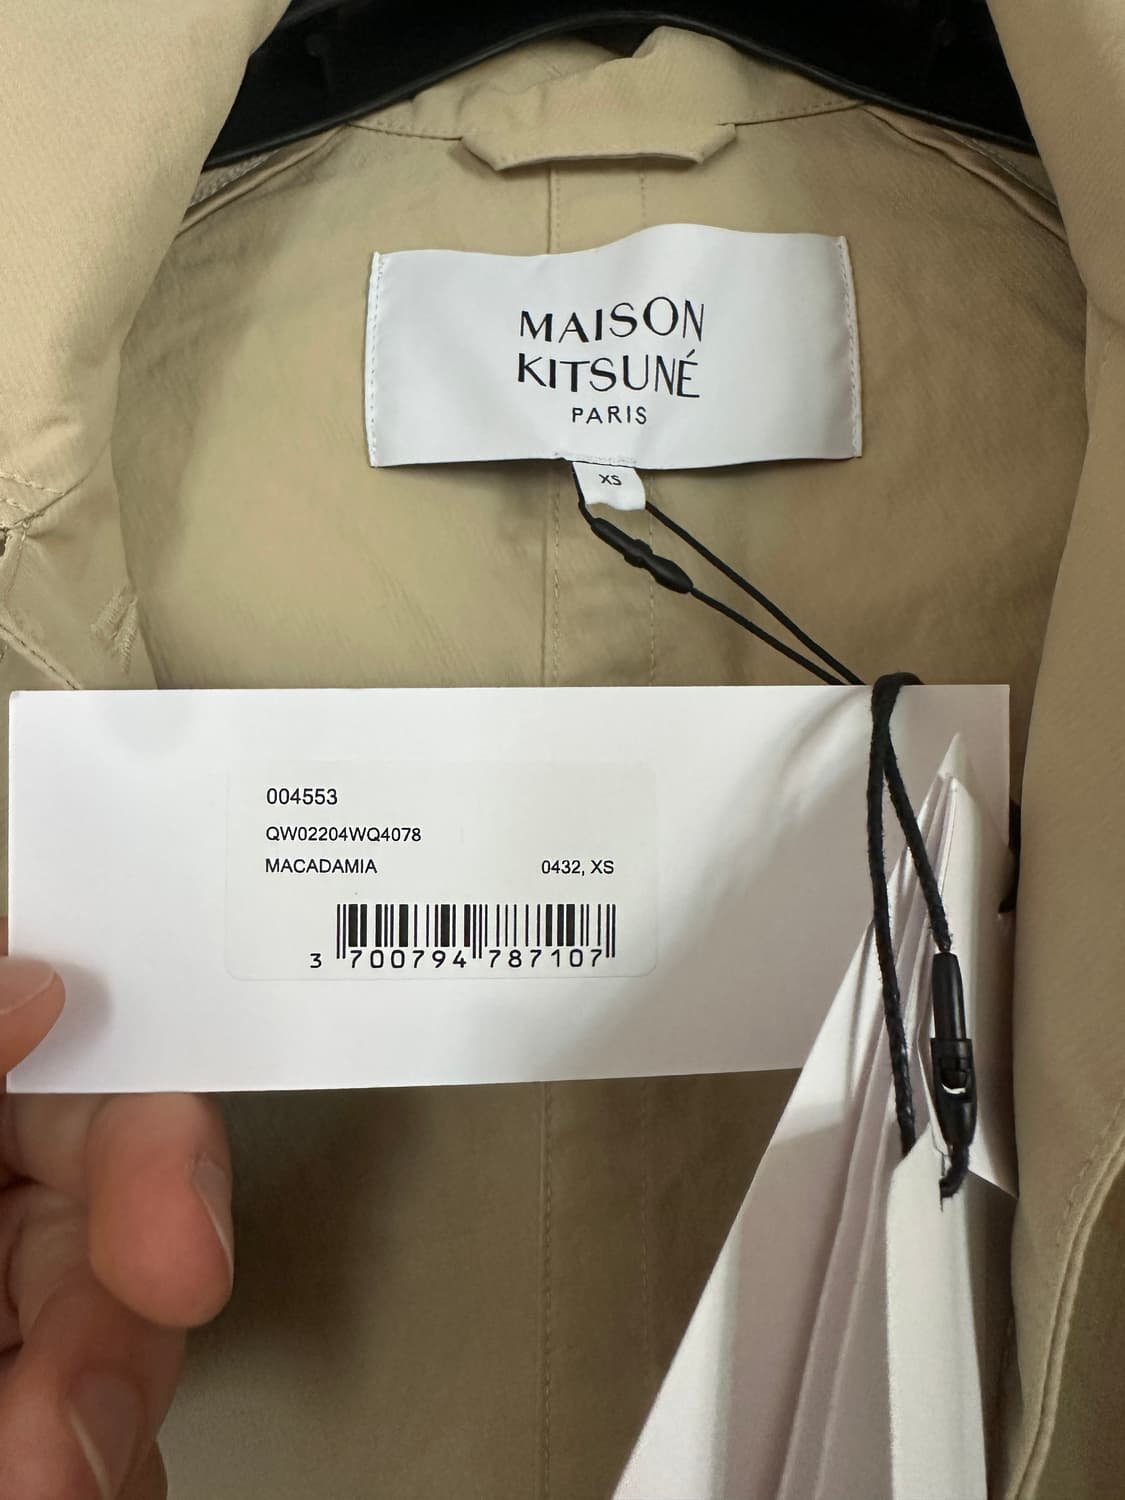 MAISON
KITSUNÉ
PARIS
XS
004553
QW02204WQ4078
MACADAMIA 0432, XS
3 700794 787107